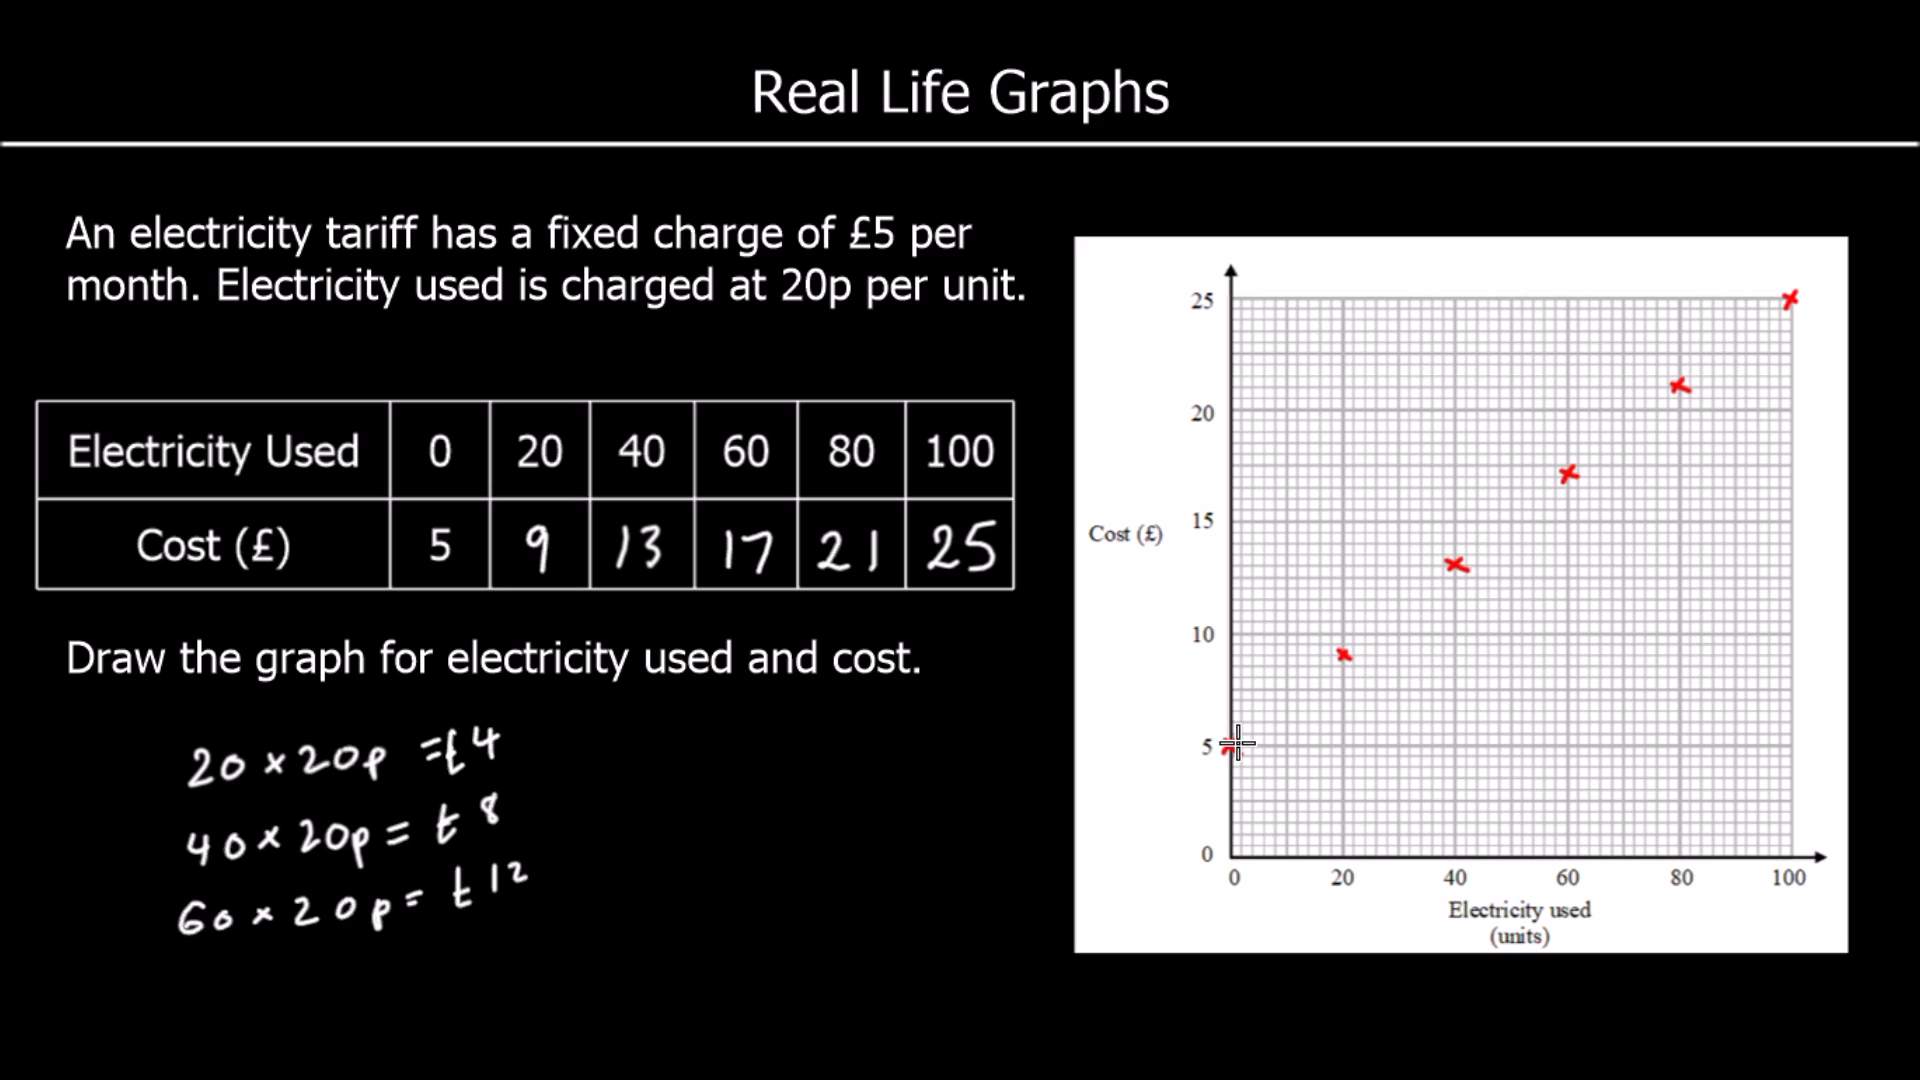 Real Life Graphs
An electricity tariff has a fixed charge of £5 per
month. Electricity used is charged at 20p per unit.
Electricity Used 0 20 40 60 80 100
Cost (£) 5 9 13 17 21 25
Draw the graph for electricity used and cost.
20 × 20p = £4
40 × 20p = £8
60 × 20p = £12
25
20
15
Cost (£)
10
5
0
0 20 40 60 80 100
Electricity used
(units)